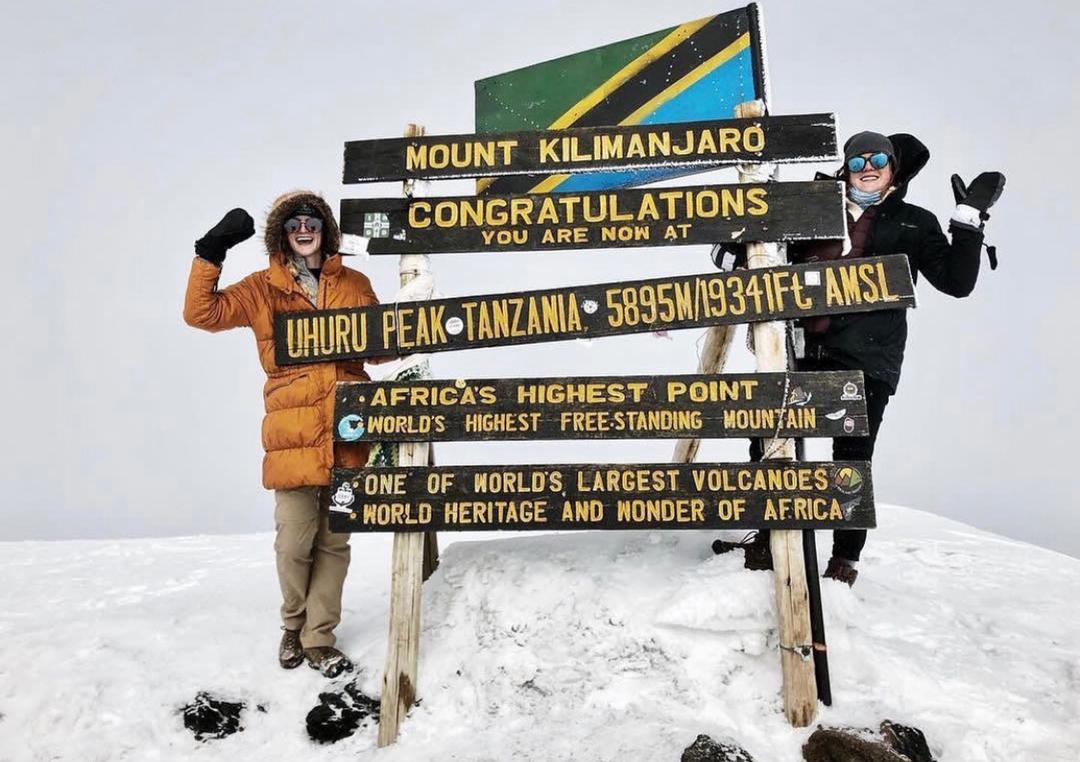 MOUNT KILIMANJARO
CONGRATULATIONS
YOU ARE NOW AT
UHURU PEAK, TANZANIA, 5895M/19341Ft AMSL
• AFRICA'S HIGHEST POINT
• WORLD'S HIGHEST FREE-STANDING MOUNTAIN
• ONE OF WORLD'S LARGEST VOLCANOES
• WORLD HERITAGE AND WONDER OF AFRICA